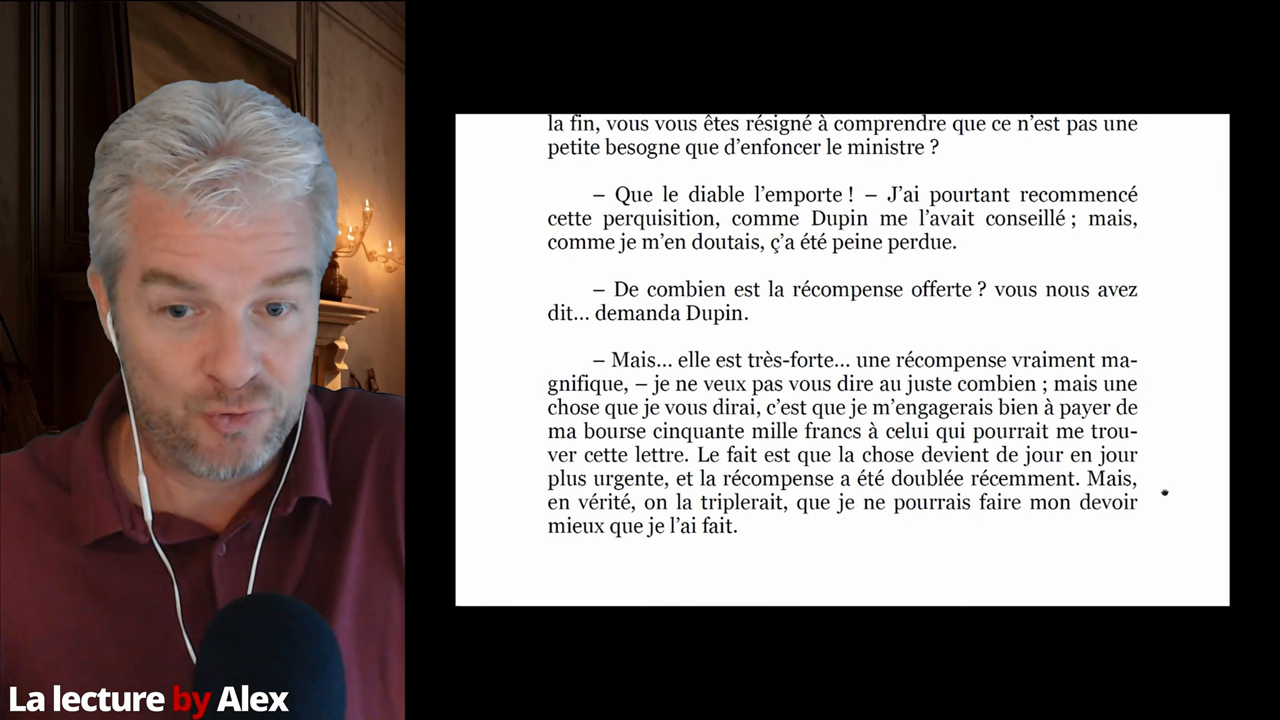 la fin, vous vous êtes résigné à comprendre que ce n’est pas une
petite besogne que d’enfoncer le ministre ?
– Que le diable l’emporte ! – J’ai pourtant recommencé
cette perquisition, comme Dupin me l’avait conseillé ; mais,
comme je m’en doutais, ç’a été peine perdue.
– De combien est la récompense offerte ? vous nous avez
dit… demanda Dupin.
– Mais… elle est très-forte… une récompense vraiment ma-
gnifique, – je ne veux pas vous dire au juste combien ; mais une
chose que je vous dirai, c’est que je m’engagerais bien à payer de
ma bourse cinquante mille francs à celui qui pourrait me trou-
ver cette lettre. Le fait est que la chose devient de jour en jour
plus urgente, et la récompense a été doublée récemment. Mais,
en vérité, on la triplerait, que je ne pourrais faire mon devoir
mieux que je l’ai fait.
La lecture by Alex